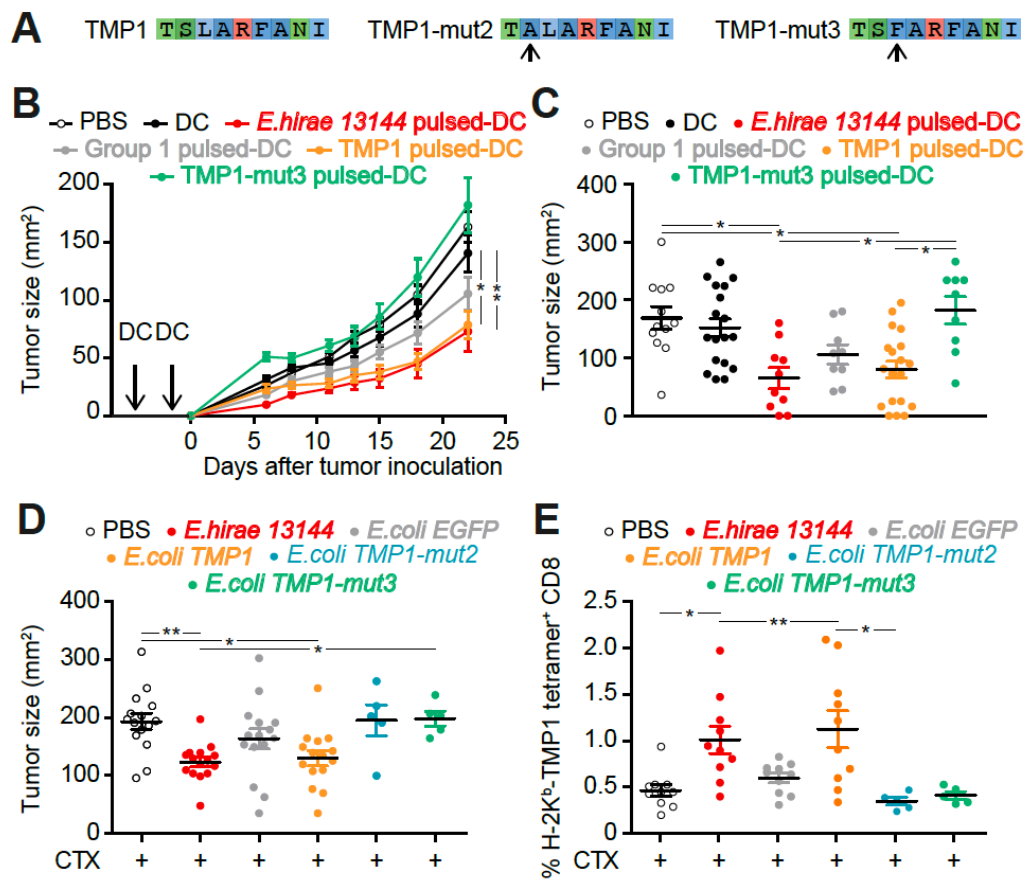 A
TMP1 TSLARFANI
TMP1-mut2 TALARFANI
TMP1-mut3 TSFARFANI
B
PBS DC E.hirae 13144 pulsed-DC
Group 1 pulsed-DC TMP1 pulsed-DC
TMP1-mut3 pulsed-DC
Tumor size (mm²)
200
150
100
50
0
DC DC
*
**
0 5 10 15 20 25
Days after tumor inoculation
C
PBS DC E.hirae 13144 pulsed-DC
Group 1 pulsed-DC TMP1 pulsed-DC
TMP1-mut3 pulsed-DC
Tumor size (mm²)
400
300
200
100
0
*
*
*
*
D
PBS E.hirae 13144 E.coli EGFP
E.coli TMP1 E.coli TMP1-mut2
E.coli TMP1-mut3
Tumor size (mm²)
400
300
200
100
0
**
*
*
CTX + + + + + +
E
PBS E.hirae 13144 E.coli EGFP
E.coli TMP1 E.coli TMP1-mut2
E.coli TMP1-mut3
% H-2Kᵇ-TMP1 tetramer⁺ CD8
2.5
2.0
1.5
1.0
0.5
0.0
*
**
*
CTX + + + + + +